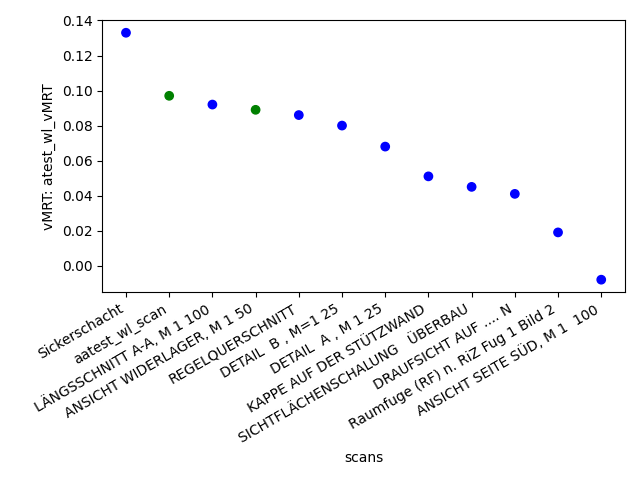 0.14
0.12
0.10
0.08
0.06
0.04
0.02
0.00
vMRT: atest_wl_vMRT
Sickerschacht
aatest_wl_scan
LÄNGSSCHNITT A-A, M 1 100
ANSICHT WIDERLAGER, M 1 50
REGELQUERSCHNITT
DETAIL  B , M=1 25
DETAIL  A , M 1 25
KAPPE AUF DER STÜTZWAND
SICHTFLÄCHENSCHALUNG   ÜBERBAU
DRAUFSICHT AUF .... N
Raumfuge (RF) n. RiZ Fug 1 Bild 2
ANSICHT SEITE SÜD, M 1  100
scans